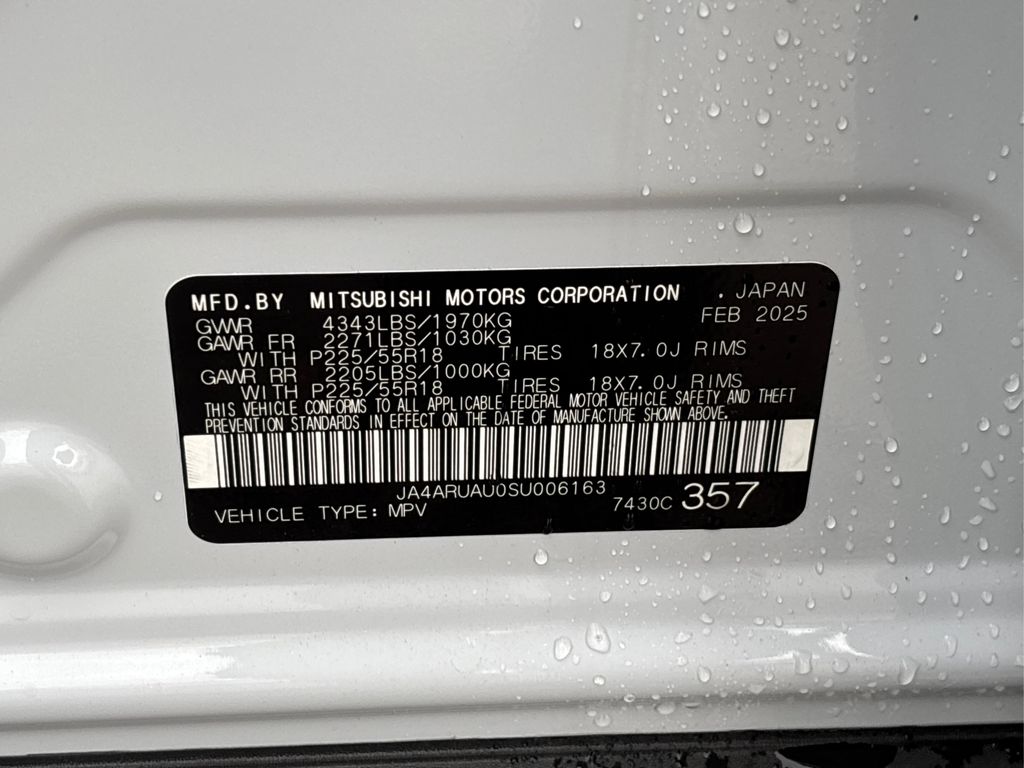 MFD.BY MITSUBISHI MOTORS CORPORATION . JAPAN
FEB 2025
GVWR 4343LBS/1970KG
GAWR FR 2271LBS/1030KG
WITH P225/55R18 TIRES 18X7.0J RIMS
GAWR RR 2205LBS/1000KG
WITH P225/55R18 TIRES 18X7.0J RIMS
THIS VEHICLE CONFORMS TO ALL APPLICABLE FEDERAL MOTOR VEHICLE SAFETY AND THEFT
PREVENTION STANDARDS IN EFFECT ON THE DATE OF MANUFACTURE SHOWN ABOVE.
JA4ARUAU0SU006163
VEHICLE TYPE: MPV 7430C 357